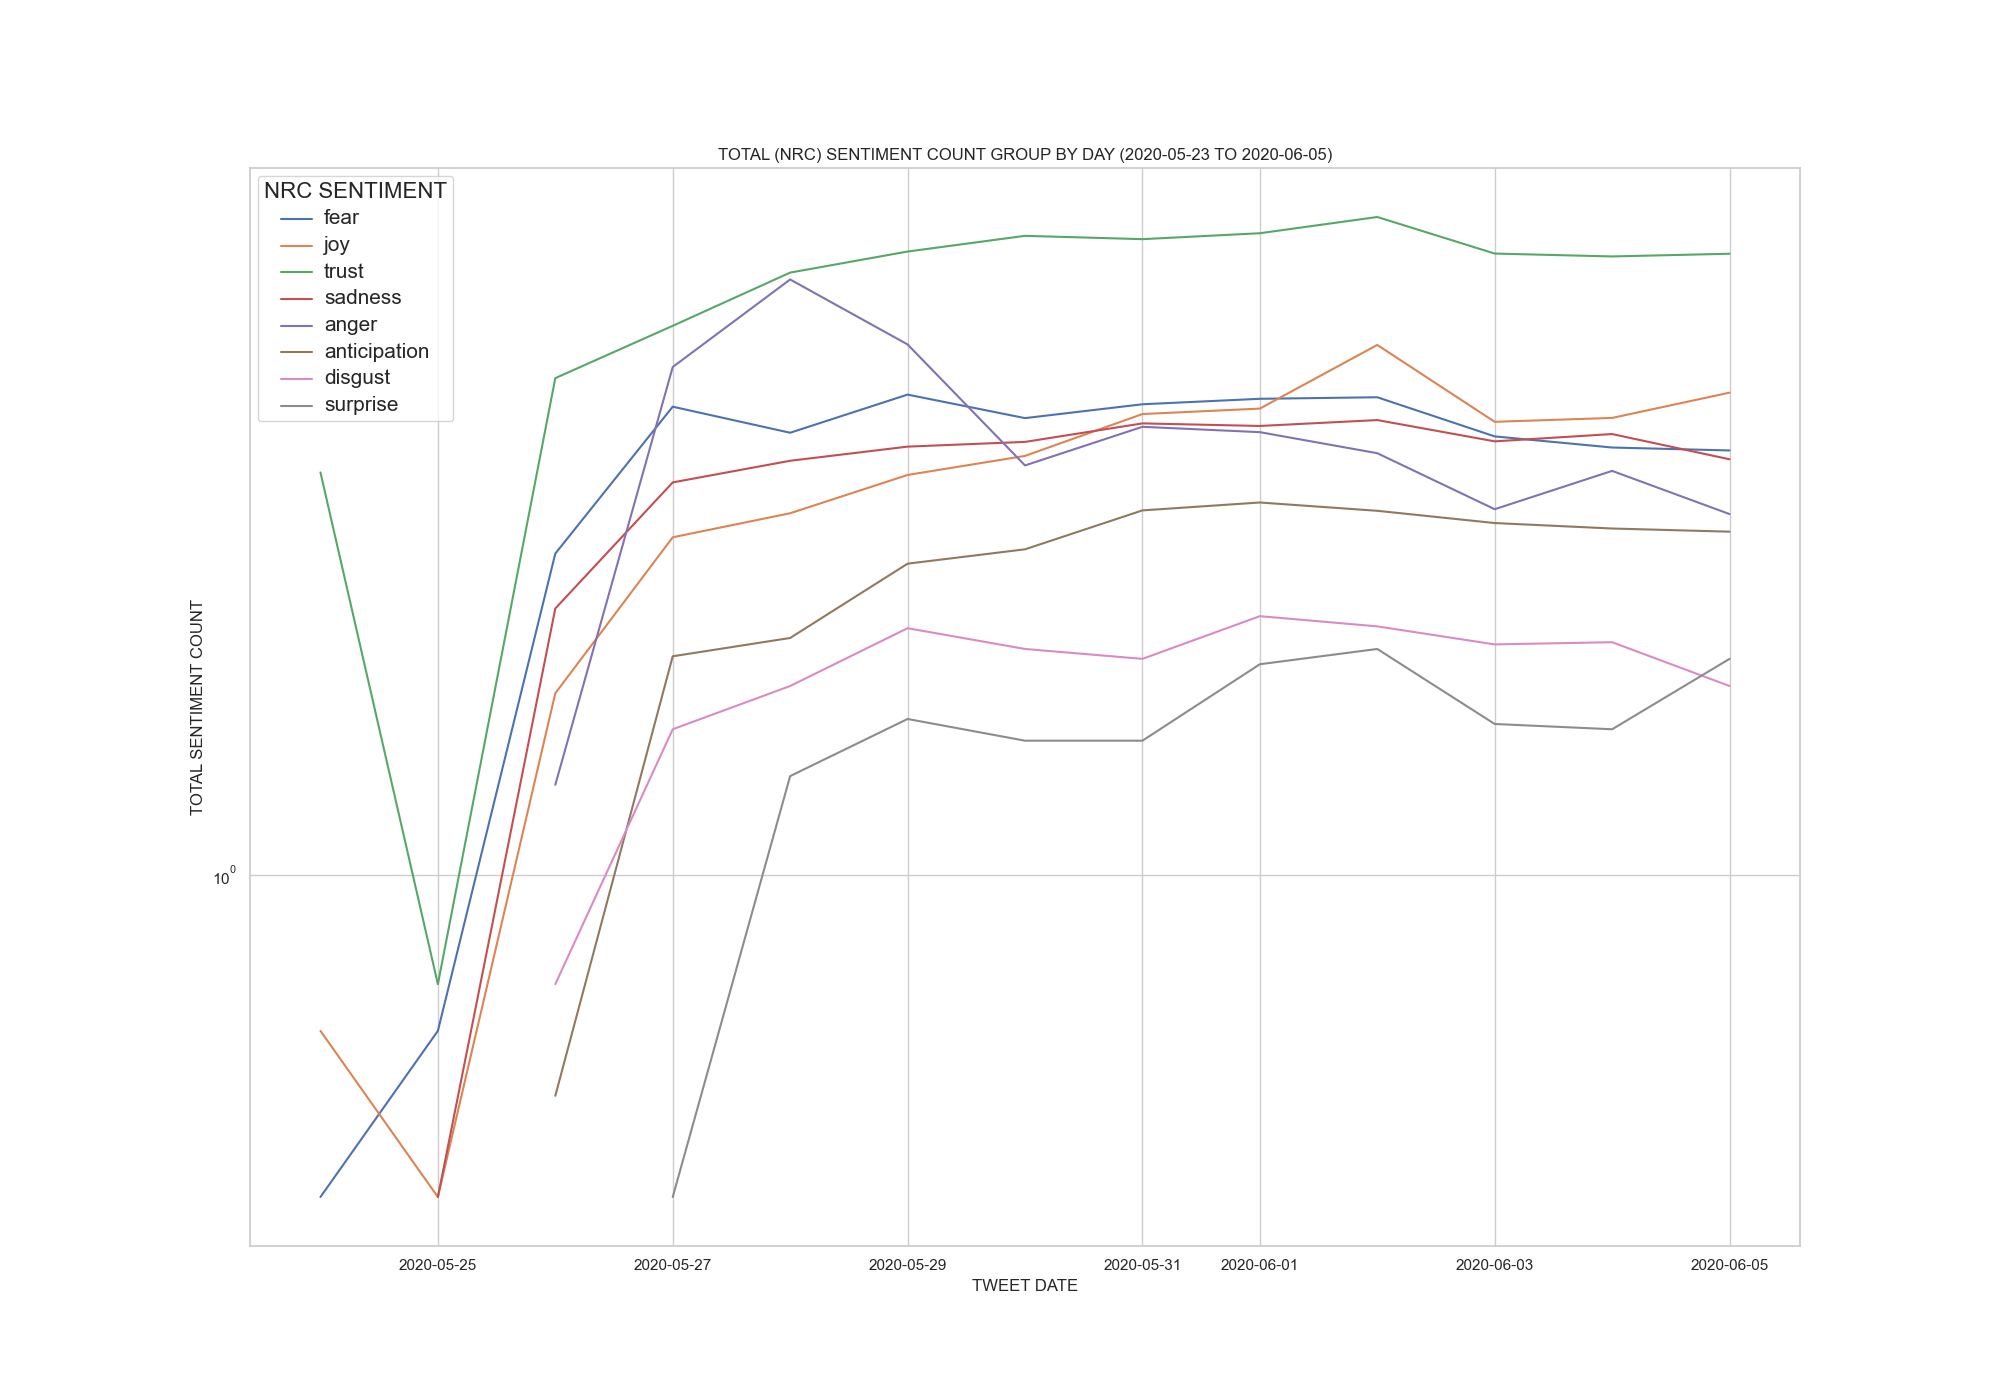 TOTAL (NRC) SENTIMENT COUNT GROUP BY DAY (2020-05-23 TO 2020-06-05)
NRC SENTIMENT
fear
joy
trust
sadness
anger
anticipation
disgust
surprise
TOTAL SENTIMENT COUNT
10⁰
2020-05-25 2020-05-27 2020-05-29 2020-05-31 2020-06-01 2020-06-03 2020-06-05
TWEET DATE